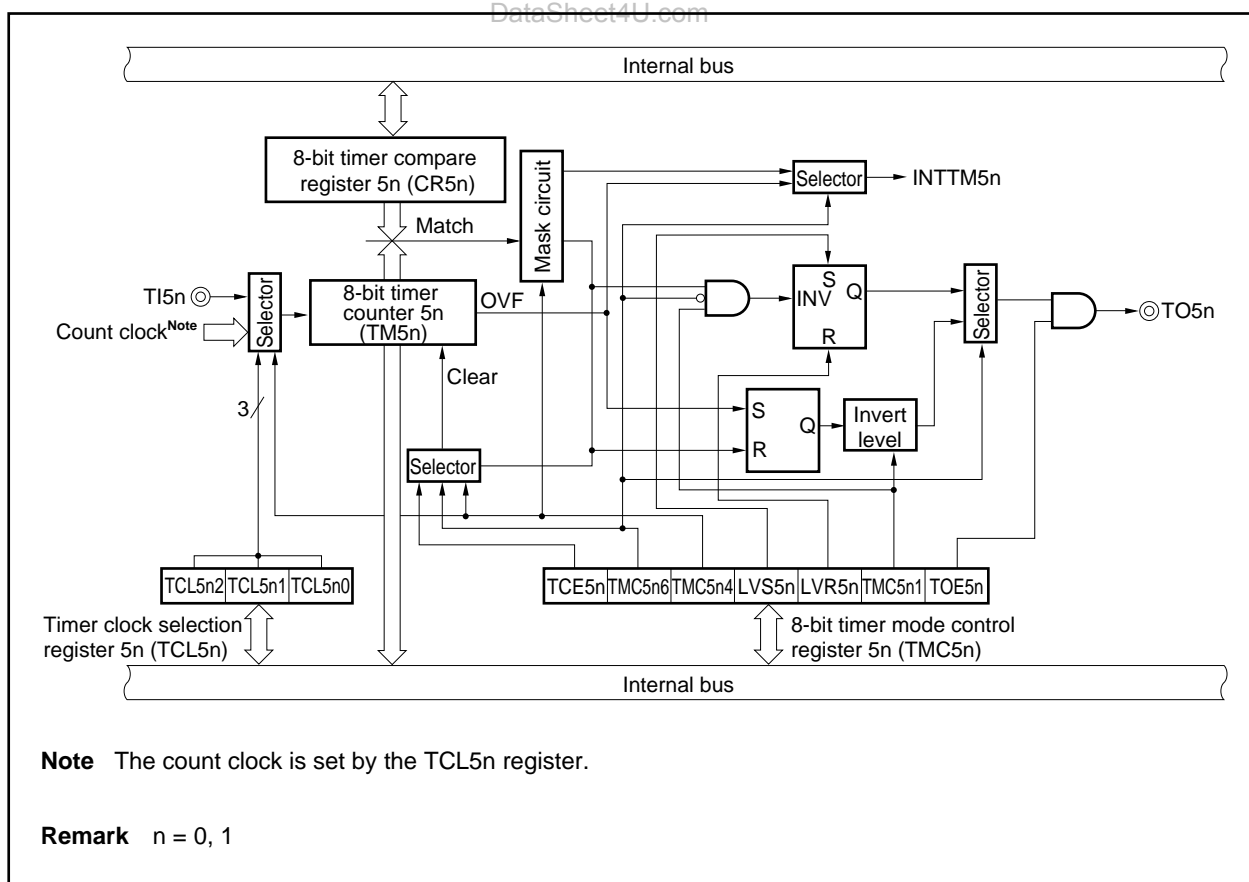 DataSheet4U.com
Internal bus
8-bit timer compare
register 5n (CR5n)
Match
Mask circuit
Selector
INTTM5n
TI5n
Count clockNote
Selector
8-bit timer
counter 5n
(TM5n)
OVF
Clear
3
Selector
S
INV
Q
R
S
Q
R
Invert
level
Selector
TO5n
TCL5n2 TCL5n1 TCL5n0
TCE5n TMC5n6 TMC5n4 LVS5n LVR5n TMC5n1 TOE5n
Timer clock selection
register 5n (TCL5n)
8-bit timer mode control
register 5n (TMC5n)
Internal bus
Note The count clock is set by the TCL5n register.
Remark n = 0, 1